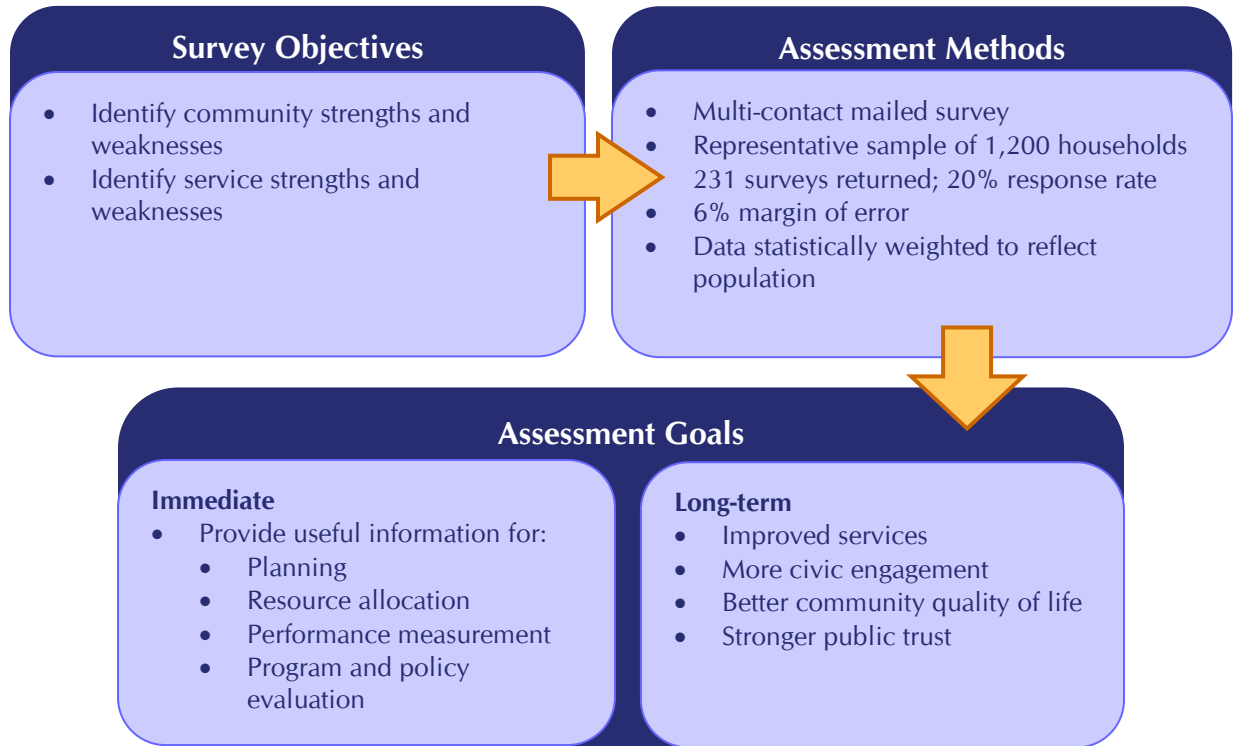 Survey Objectives
• Identify community strengths and
weaknesses
• Identify service strengths and
weaknesses
Assessment Methods
• Multi-contact mailed survey
• Representative sample of 1,200 households
231 surveys returned; 20% response rate
• 6% margin of error
• Data statistically weighted to reflect
population
Assessment Goals
Immediate
• Provide useful information for:
• Planning
• Resource allocation
• Performance measurement
• Program and policy
evaluation
Long-term
• Improved services
• More civic engagement
• Better community quality of life
• Stronger public trust